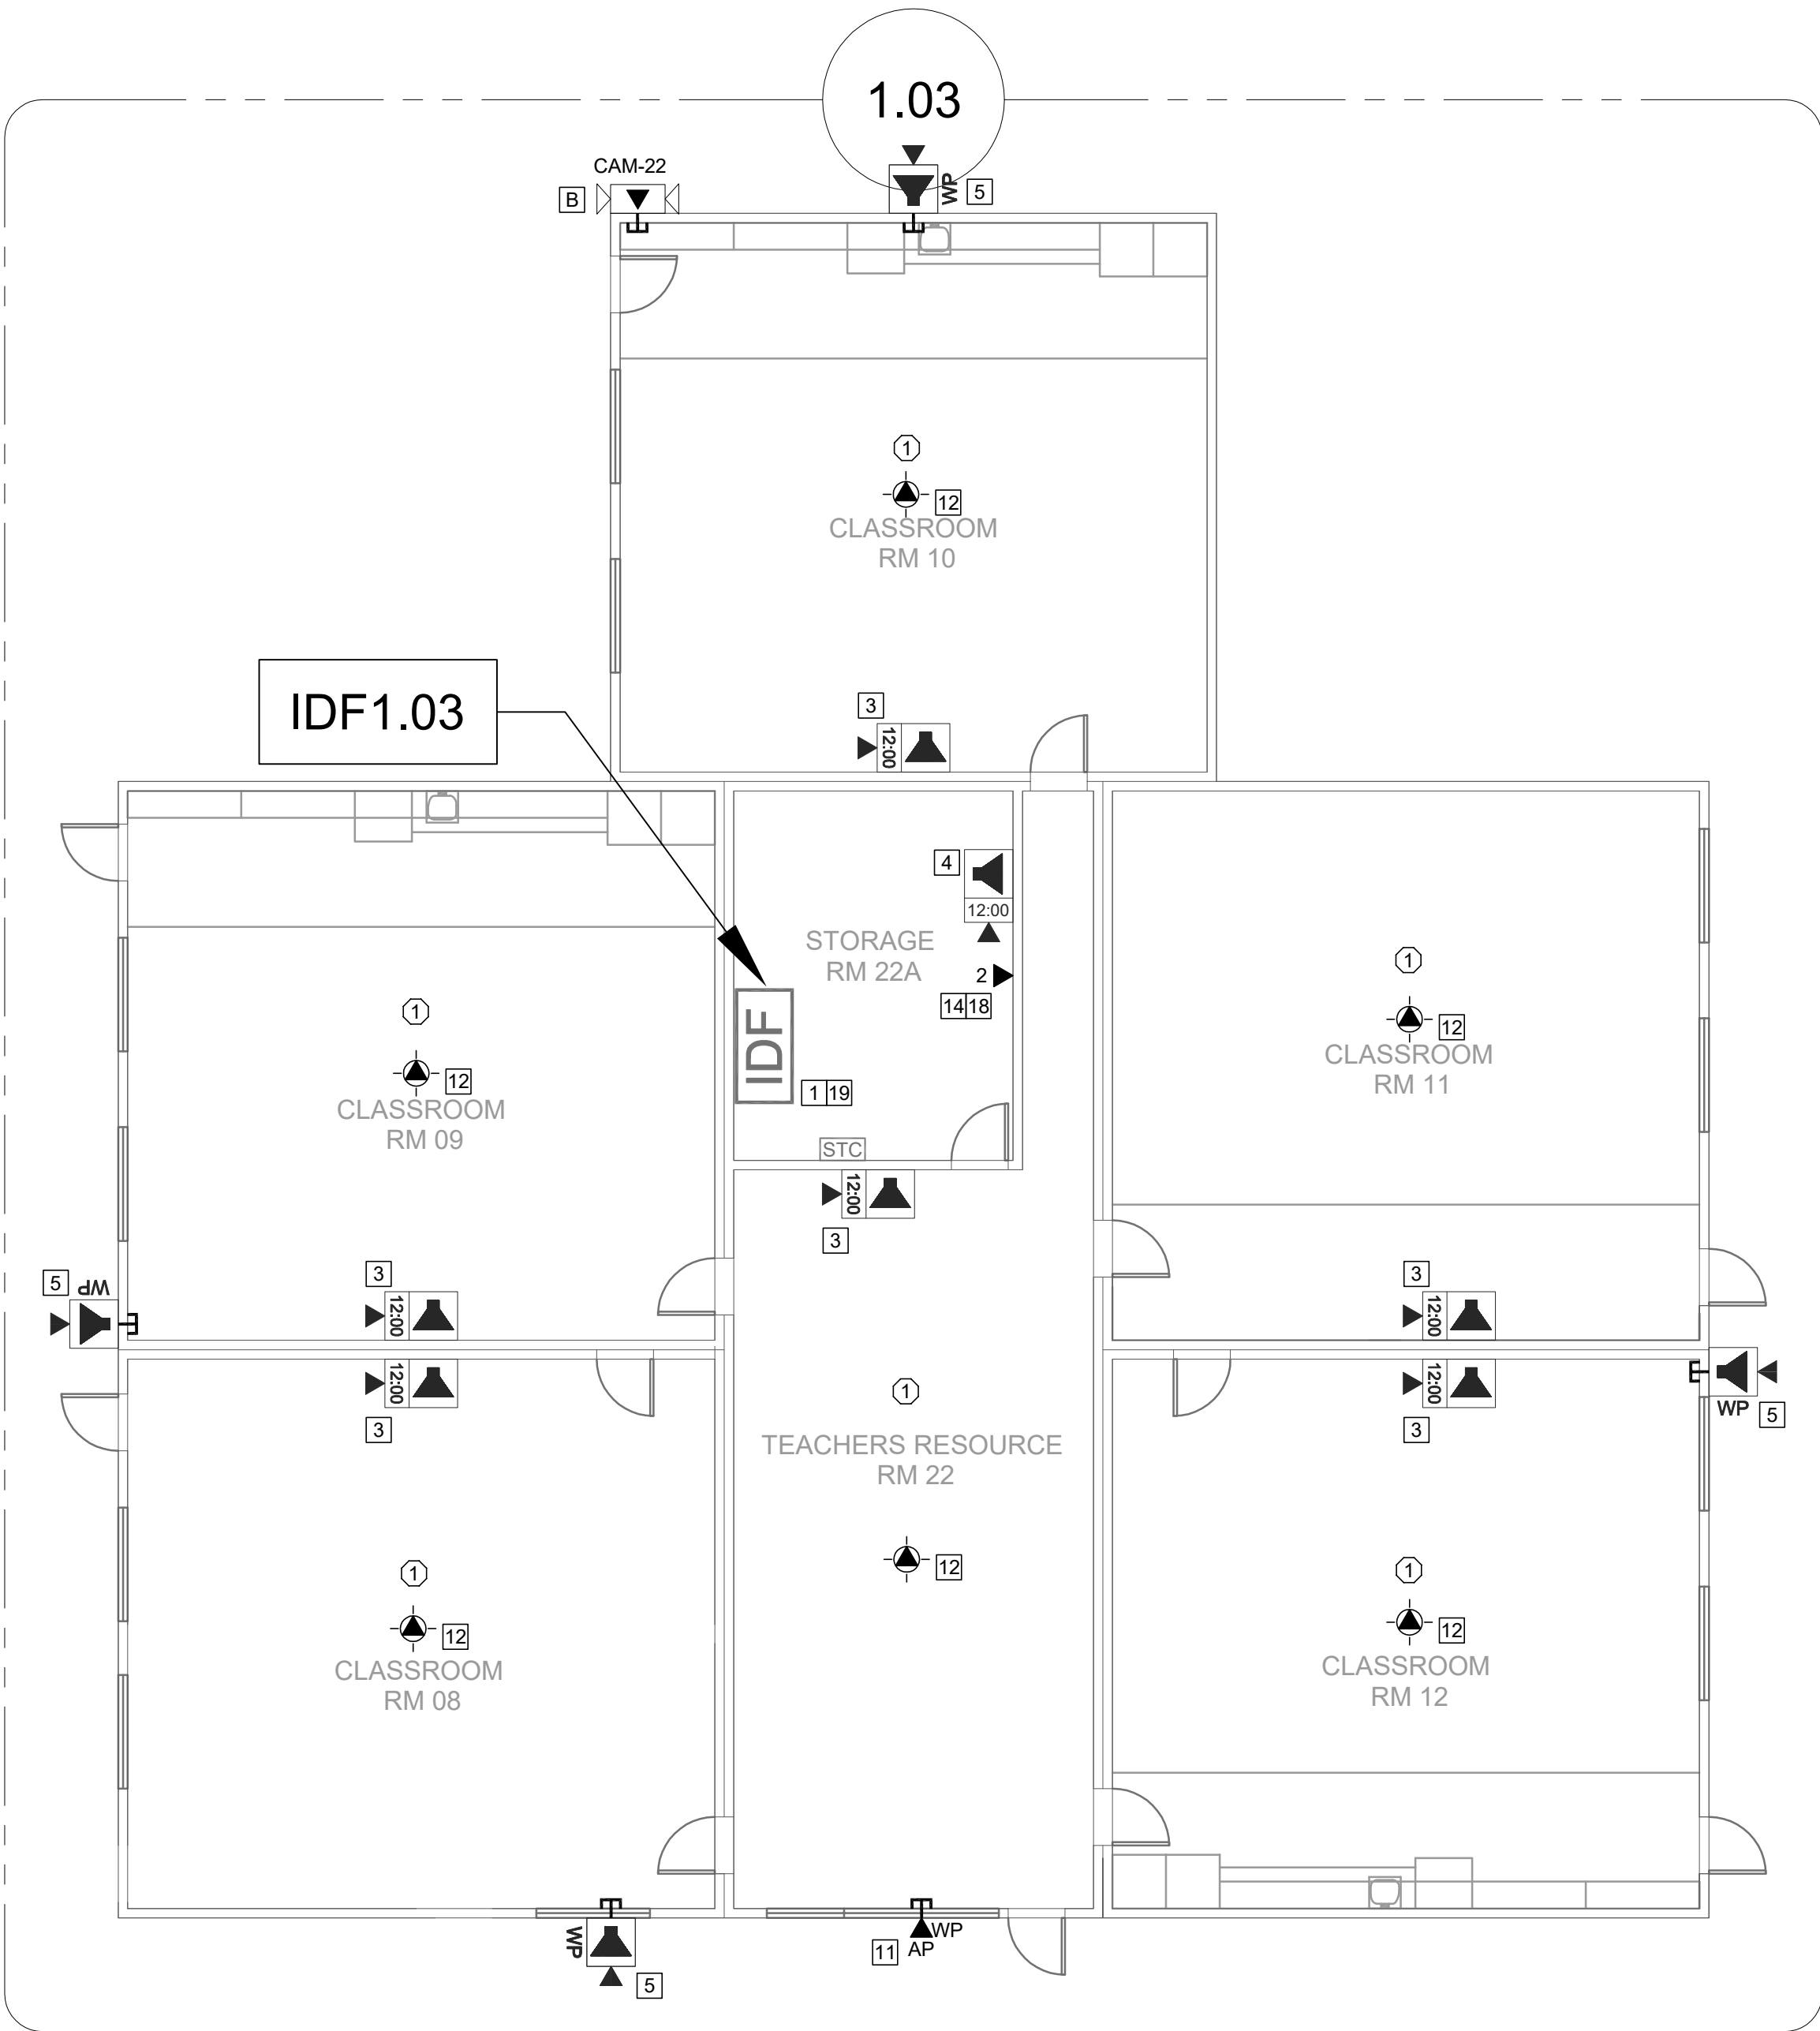 1.03
CAM-22
B
WP
5
1
12
CLASSROOM
RM 10
IDF1.03
3
12:00
4
12:00
STORAGE
RM 22A
2
14 18
IDF
1 19
STC
12:00
3
1
12
CLASSROOM
RM 09
1
12
CLASSROOM
RM 11
5
WP
3
12:00
3
12:00
12:00
3
12:00
3
WP
5
1
TEACHERS RESOURCE
RM 22
12
1
12
CLASSROOM
RM 08
1
12
CLASSROOM
RM 12
WP
5
WP
11
AP